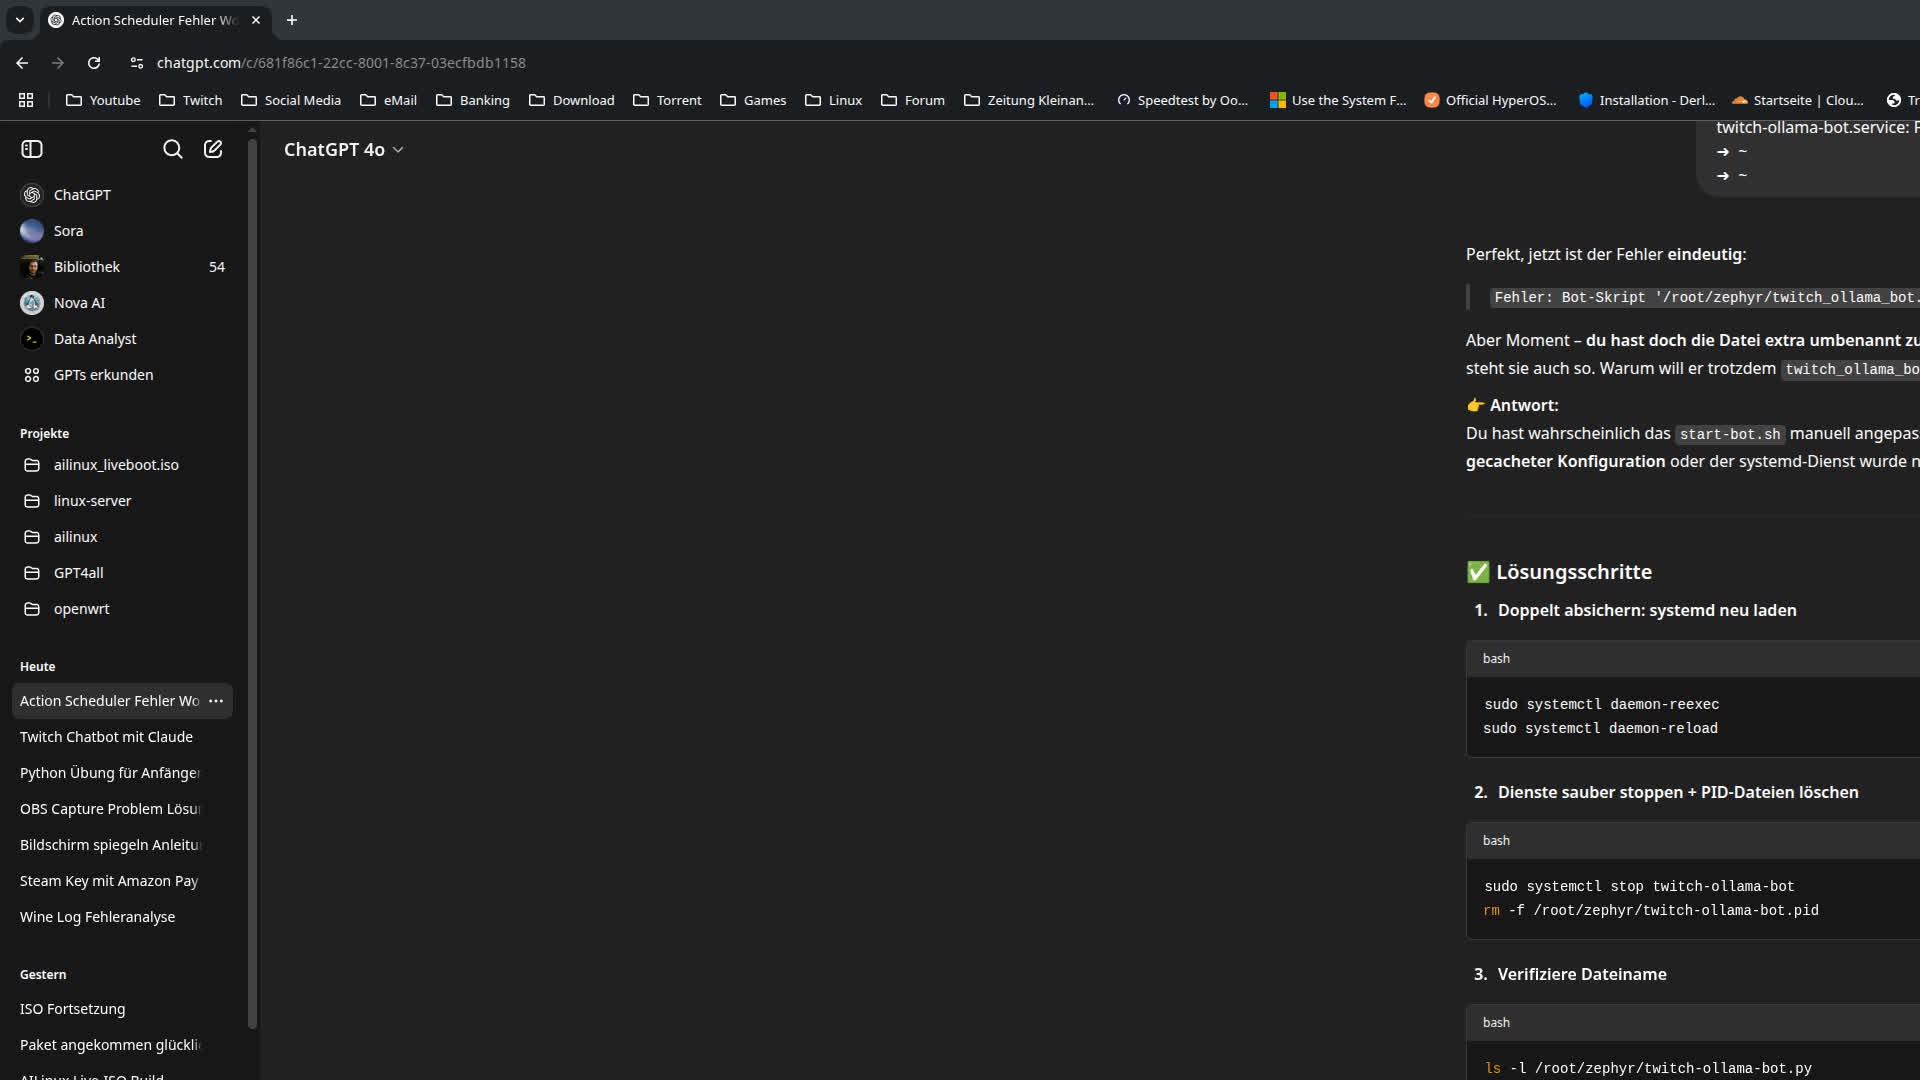 Action Scheduler Fehler Wo
chatgpt.com/c/681f86c1-22cc-8001-8c37-03ecfbdb1158
Youtube
Twitch
Social Media
eMail
Banking
Download
Torrent
Games
Linux
Forum
Zeitung Kleinan...
Speedtest by Oo...
Use the System F...
Official HyperOS...
Installation - Derl...
Startseite | Clou...
Tr
ChatGPT
Sora
Bibliothek 54
Nova AI
Data Analyst
GPTs erkunden
Projekte
ailinux_liveboot.iso
linux-server
ailinux
GPT4all
openwrt
Heute
Action Scheduler Fehler Wo ···
Twitch Chatbot mit Claude
Python Übung für Anfänger
OBS Capture Problem Lösu
Bildschirm spiegeln Anleitu
Steam Key mit Amazon Pay
Wine Log Fehleranalyse
Gestern
ISO Fortsetzung
Paket angekommen glückli
AILinux Live ISO Build
ChatGPT 4o
twitch-ollama-bot.service: F
➜ ~
➜ ~
Perfekt, jetzt ist der Fehler eindeutig:
Fehler: Bot-Skript '/root/zephyr/twitch_ollama_bot.
Aber Moment – du hast doch die Datei extra umbenannt zu
steht sie auch so. Warum will er trotzdem twitch_ollama_bo
👉 Antwort:
Du hast wahrscheinlich das start-bot.sh manuell angepas
gecacheter Konfiguration oder der systemd-Dienst wurde n
✅ Lösungsschritte
1. Doppelt absichern: systemd neu laden
bash
sudo systemctl daemon-reexec
sudo systemctl daemon-reload
2. Dienste sauber stoppen + PID-Dateien löschen
bash
sudo systemctl stop twitch-ollama-bot
rm -f /root/zephyr/twitch-ollama-bot.pid
3. Verifiziere Dateiname
bash
ls -l /root/zephyr/twitch-ollama-bot.py